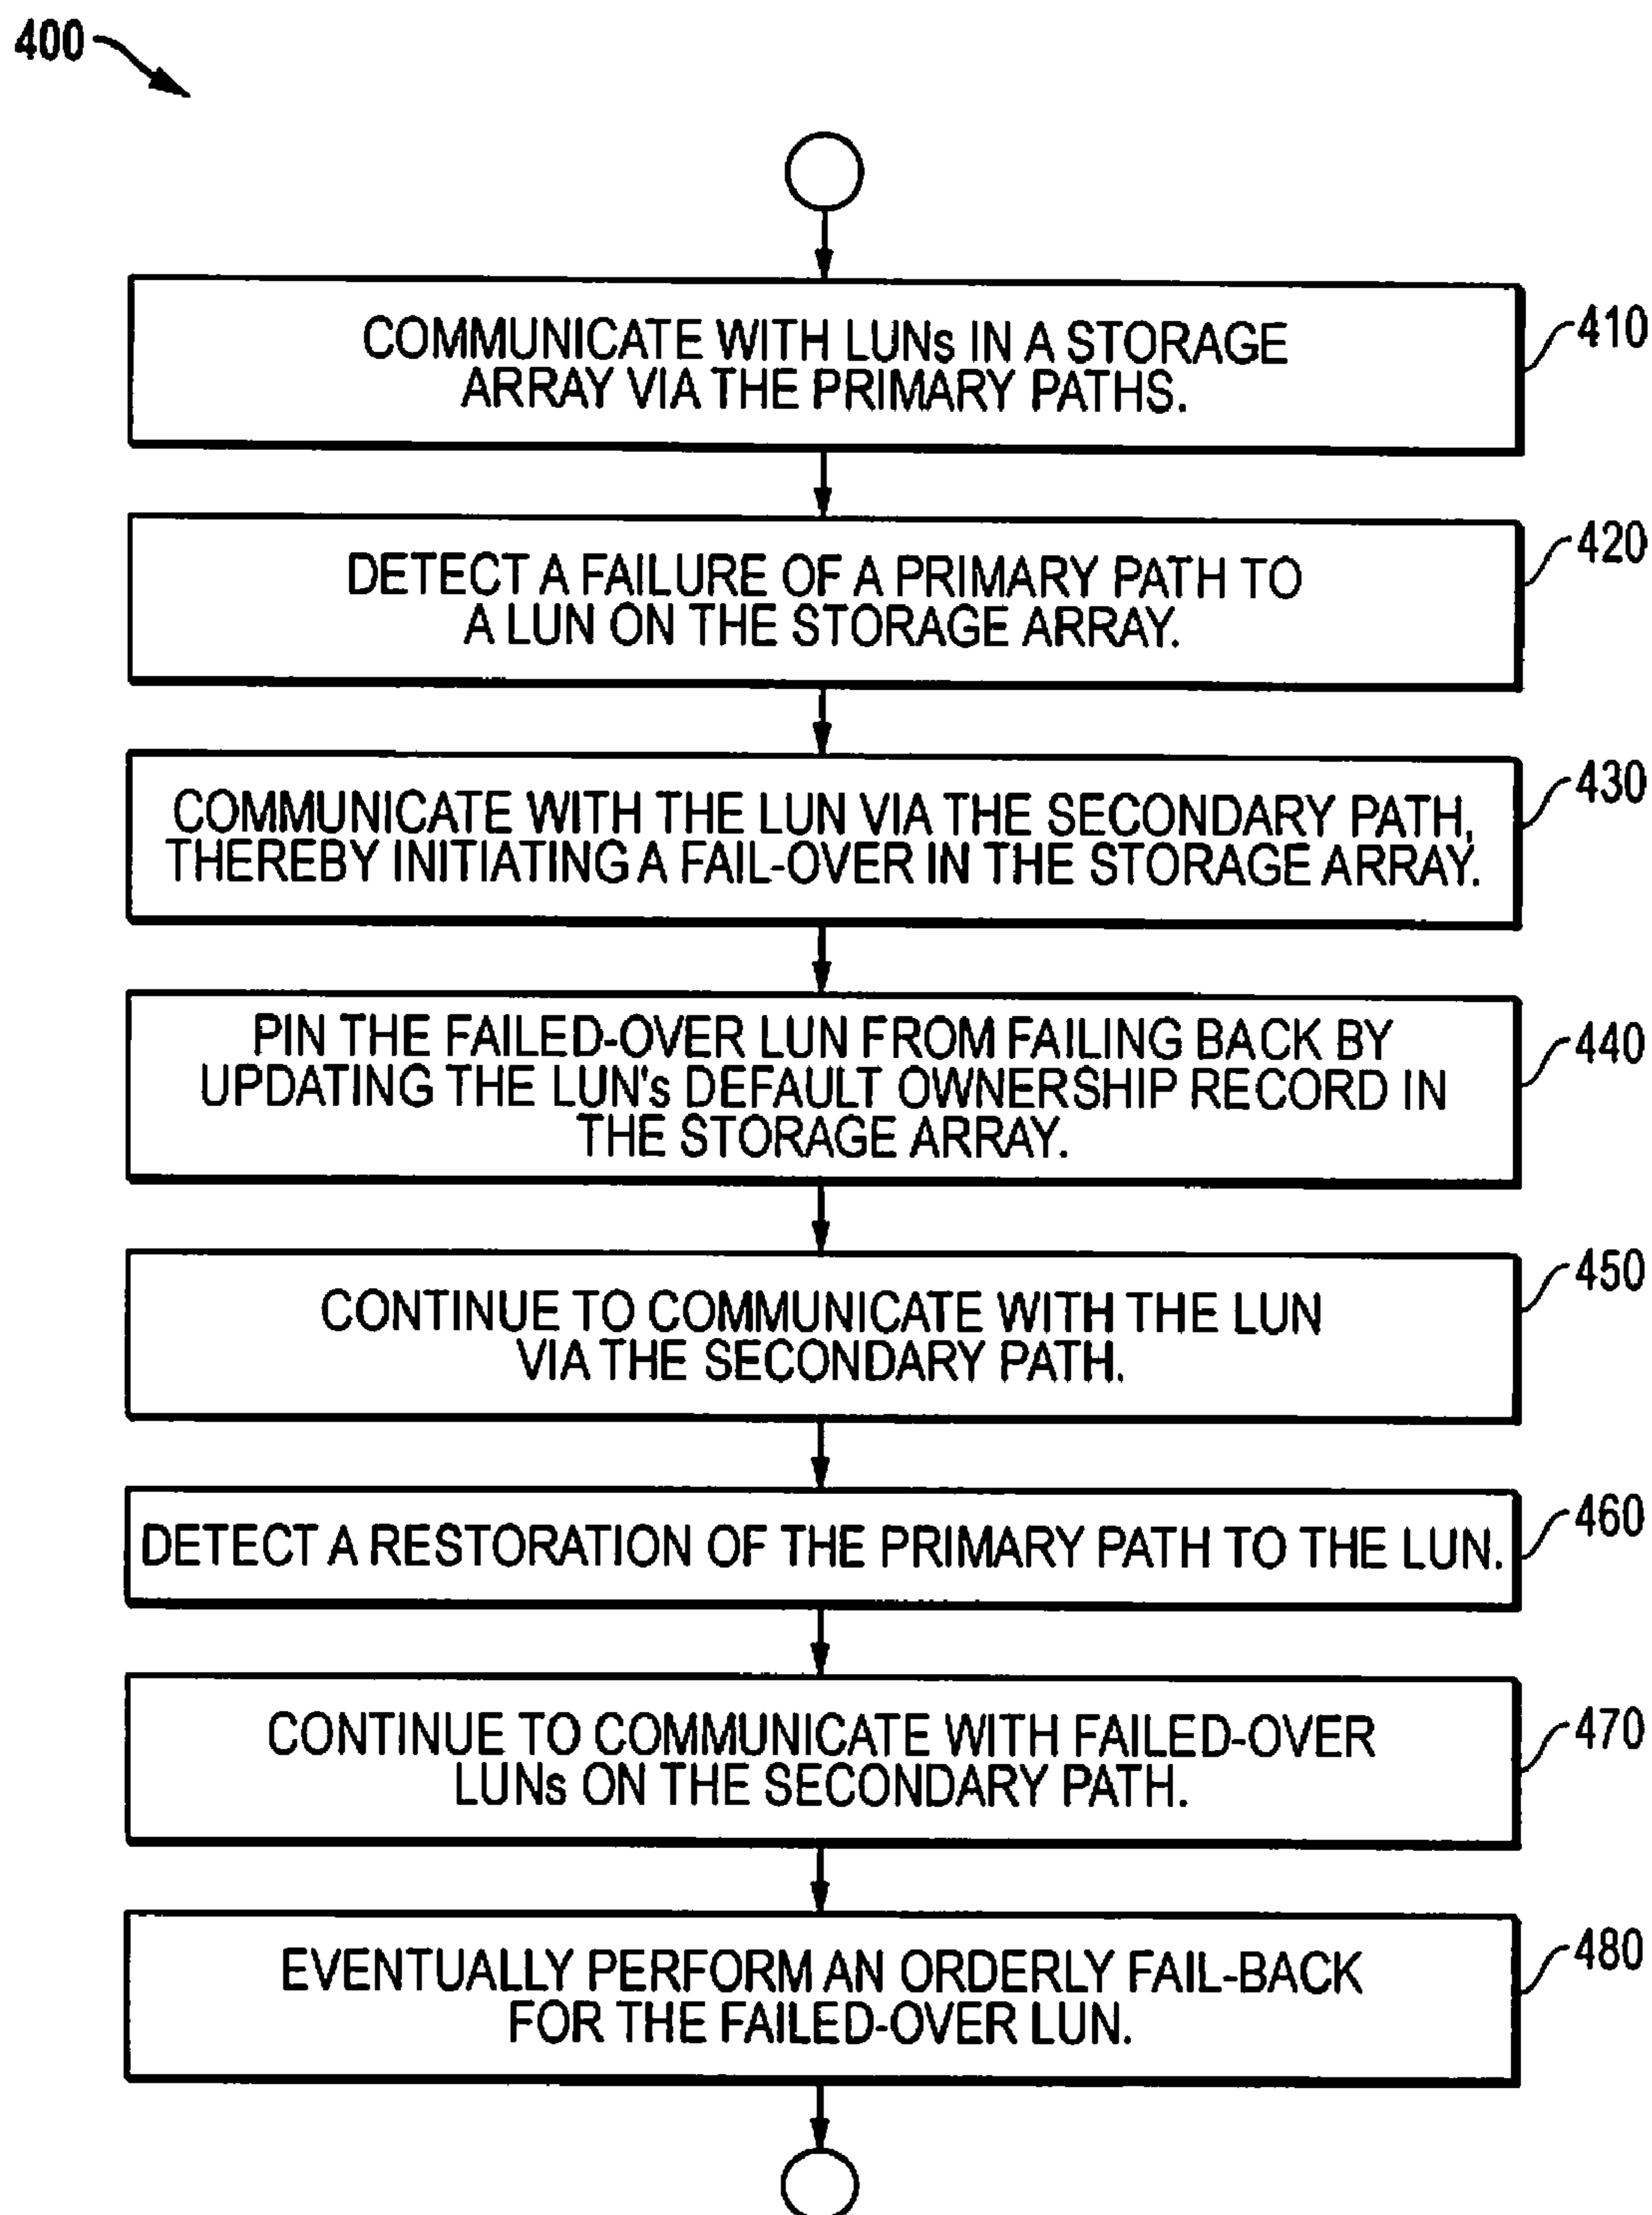 400
COMMUNICATE WITH LUNs IN A STORAGE
ARRAY VIA THE PRIMARY PATHS.
410
DETECT A FAILURE OF A PRIMARY PATH TO
A LUN ON THE STORAGE ARRAY.
420
COMMUNICATE WITH THE LUN VIA THE SECONDARY PATH,
THEREBY INITIATING A FAIL-OVER IN THE STORAGE ARRAY.
430
PIN THE FAILED-OVER LUN FROM FAILING BACK BY
UPDATING THE LUN's DEFAULT OWNERSHIP RECORD IN
THE STORAGE ARRAY.
440
CONTINUE TO COMMUNICATE WITH THE LUN
VIA THE SECONDARY PATH.
450
DETECT A RESTORATION OF THE PRIMARY PATH TO THE LUN.
460
CONTINUE TO COMMUNICATE WITH FAILED-OVER
LUNs ON THE SECONDARY PATH.
470
EVENTUALLY PERFORM AN ORDERLY FAIL-BACK
FOR THE FAILED-OVER LUN.
480